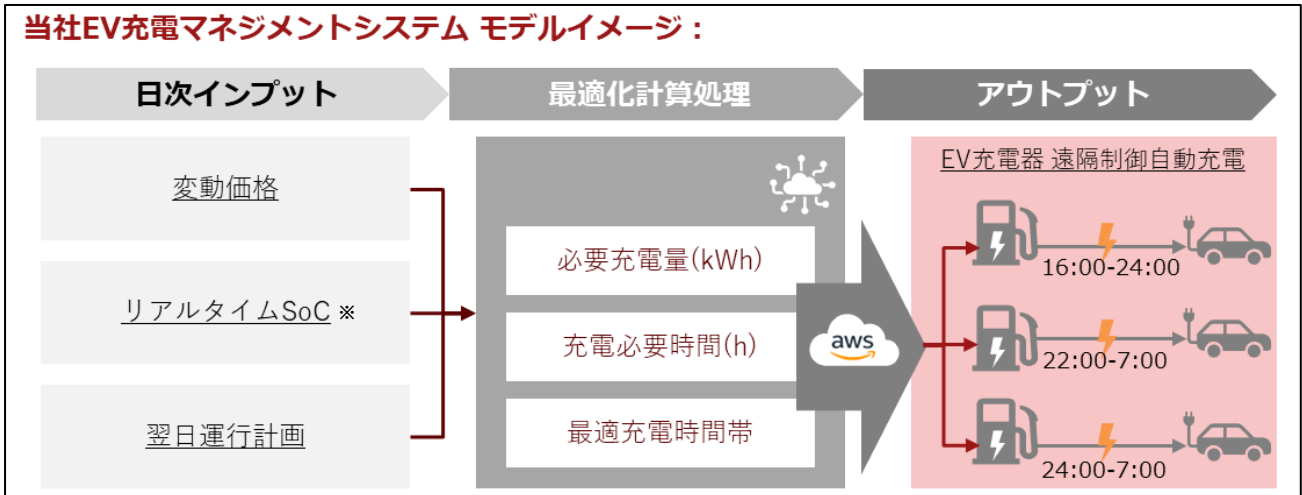 当社EV充電マネジメントシステム モデルイメージ：
日次インプット
最適化計算処理
アウトプット
変動価格
リアルタイムSoC ※
翌日運行計画
必要充電量(kWh)
充電必要時間(h)
最適充電時間帯
aws
EV充電器 遠隔制御自動充電
16:00-24:00
22:00-7:00
24:00-7:00